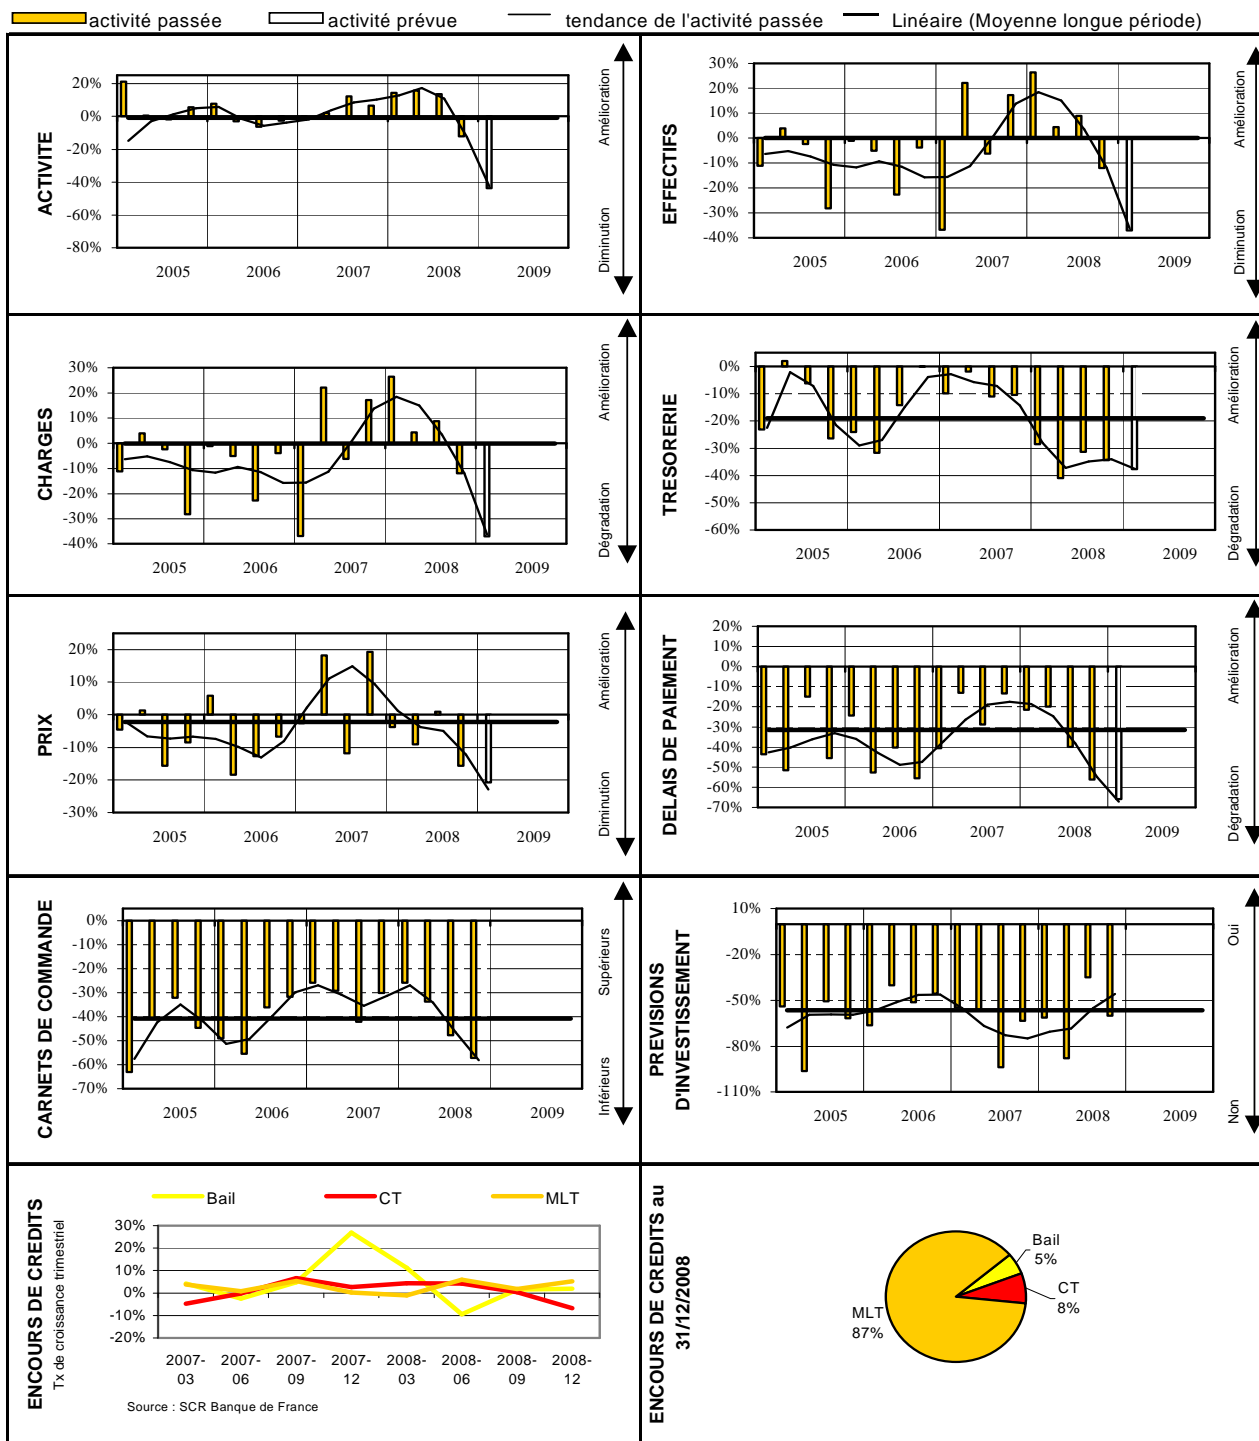 activité passée activité prévue tendance de l'activité passée Linéaire (Moyenne longue période)
ACTIVITE
20%
0%
-20%
-40%
-60%
-80%
2005 2006 2007 2008 2009
Amélioration
Diminution
EFFECTIFS
30%
20%
10%
0%
-10%
-20%
-30%
-40%
2005 2006 2007 2008 2009
Amélioration
Diminution
CHARGES
30%
20%
10%
0%
-10%
-20%
-30%
-40%
2005 2006 2007 2008 2009
Amélioration
Dégradation
TRESORERIE
0%
-10%
-20%
-30%
-40%
-50%
-60%
2005 2006 2007 2008 2009
Amélioration
Dégradation
PRIX
20%
10%
0%
-10%
-20%
-30%
2005 2006 2007 2008 2009
Amélioration
Diminution
DELAIS DE PAIEMENT
20%
10%
0%
-10%
-20%
-30%
-40%
-50%
-60%
-70%
2005 2006 2007 2008 2009
Amélioration
Dégradation
CARNETS DE COMMANDE
0%
-10%
-20%
-30%
-40%
-50%
-60%
-70%
2005 2006 2007 2008 2009
Supérieurs
Inférieurs
PREVISIONS
D'INVESTISSEMENT
10%
-20%
-50%
-80%
-110%
2005 2006 2007 2008 2009
Oui
Non
ENCOURS DE CREDITS
Tx de croissance trimestriel
Bail CT MLT
30%
20%
10%
0%
-10%
-20%
2007- 2007- 2007- 2007- 2008- 2008- 2008- 2008-
03 06 09 12 03 06 09 12
Source : SCR Banque de France
ENCOURS DE CREDITS au
31/12/2008
Bail
5%
CT
8%
MLT
87%